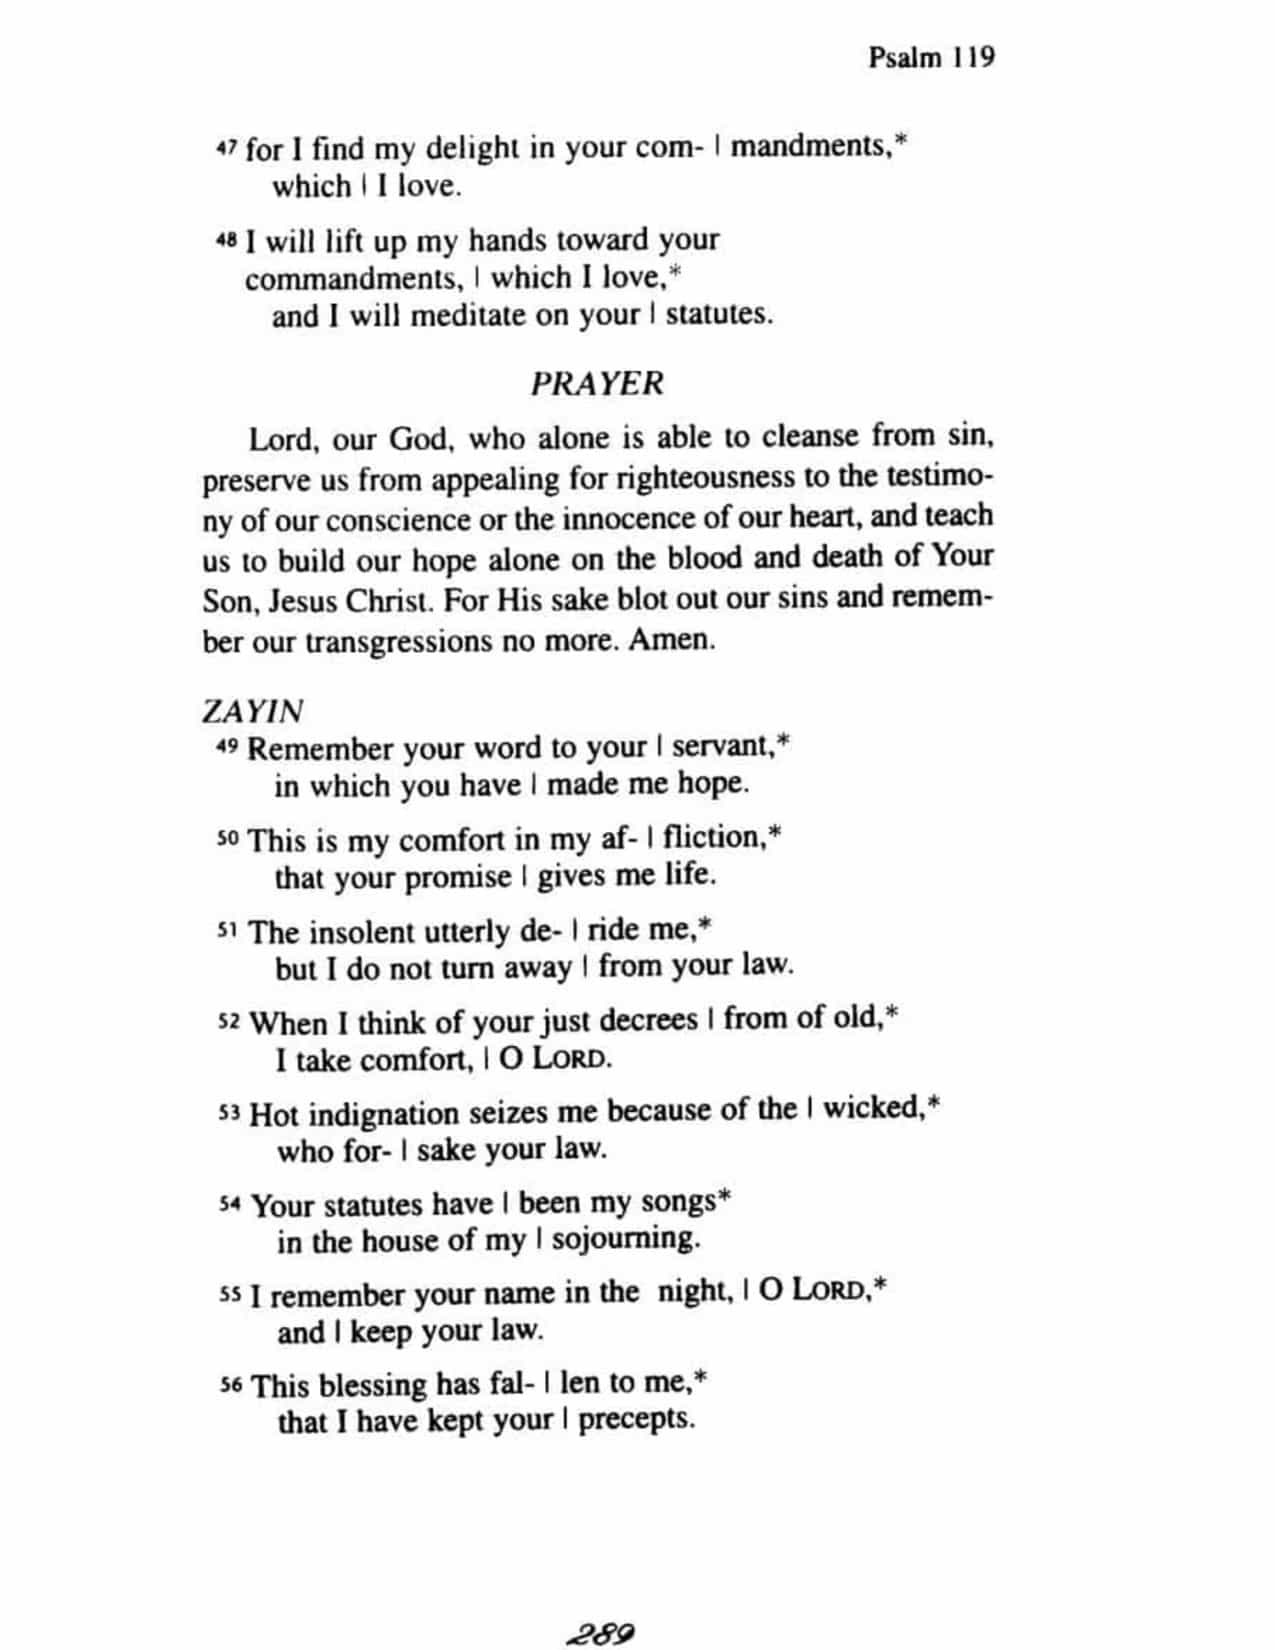 Psalm 119
47 for I find my delight in your com- | mandments,*
which | I love.
48 I will lift up my hands toward your
commandments, | which I love,*
and I will meditate on your | statutes.
PRAYER
Lord, our God, who alone is able to cleanse from sin,
preserve us from appealing for righteousness to the testimo-
ny of our conscience or the innocence of our heart, and teach
us to build our hope alone on the blood and death of Your
Son, Jesus Christ. For His sake blot out our sins and remem-
ber our transgressions no more. Amen.
ZAYIN
49 Remember your word to your | servant,*
in which you have | made me hope.
50 This is my comfort in my af- | fliction,*
that your promise | gives me life.
51 The insolent utterly de- | ride me,*
but I do not turn away | from your law.
52 When I think of your just decrees | from of old,*
I take comfort, | O LORD.
53 Hot indignation seizes me because of the | wicked,*
who for- | sake your law.
54 Your statutes have | been my songs*
in the house of my | sojourning.
55 I remember your name in the night, | O LORD,*
and | keep your law.
56 This blessing has fal- | len to me,*
that I have kept your | precepts.
289